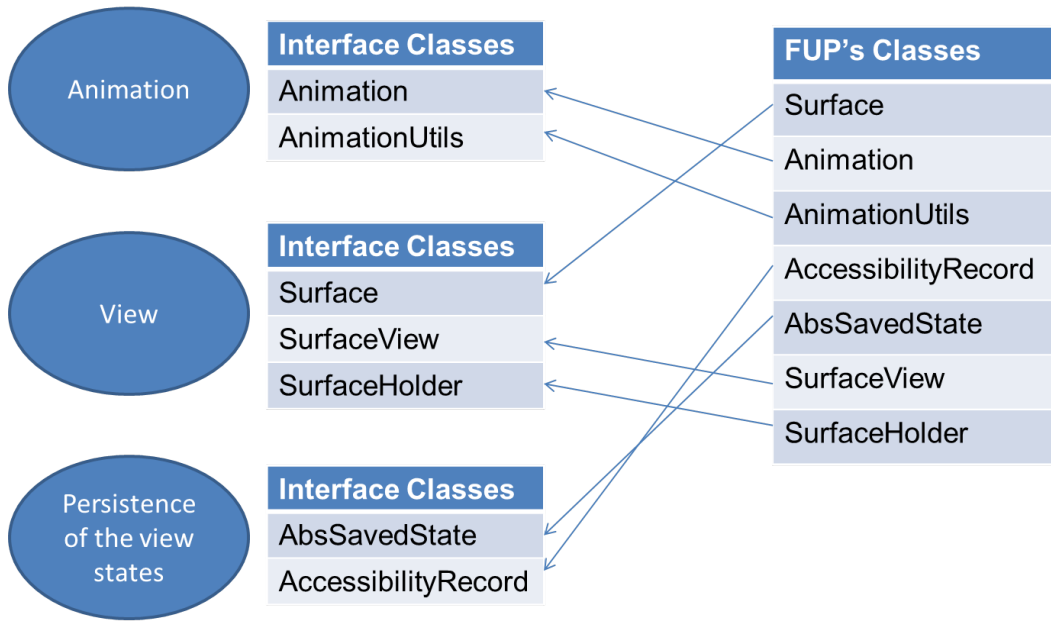 Animation
Interface Classes
Animation
AnimationUtils
View
Interface Classes
Surface
SurfaceView
SurfaceHolder
Persistence
of the view
states
Interface Classes
AbsSavedState
AccessibilityRecord
FUP's Classes
Surface
Animation
AnimationUtils
AccessibilityRecord
AbsSavedState
SurfaceView
SurfaceHolder